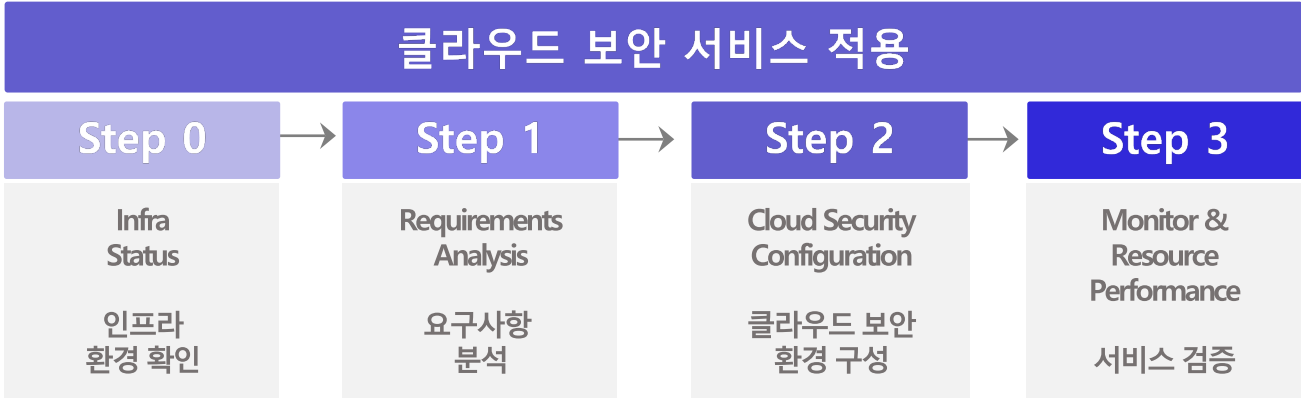 클라우드 보안 서비스 적용
Step 0
Step 1
Step 2
Step 3
Infra
Status
인프라
환경 확인
Requirements
Analysis
요구사항
분석
Cloud Security
Configuration
클라우드 보안
환경 구성
Monitor &
Resource
Performance
서비스 검증